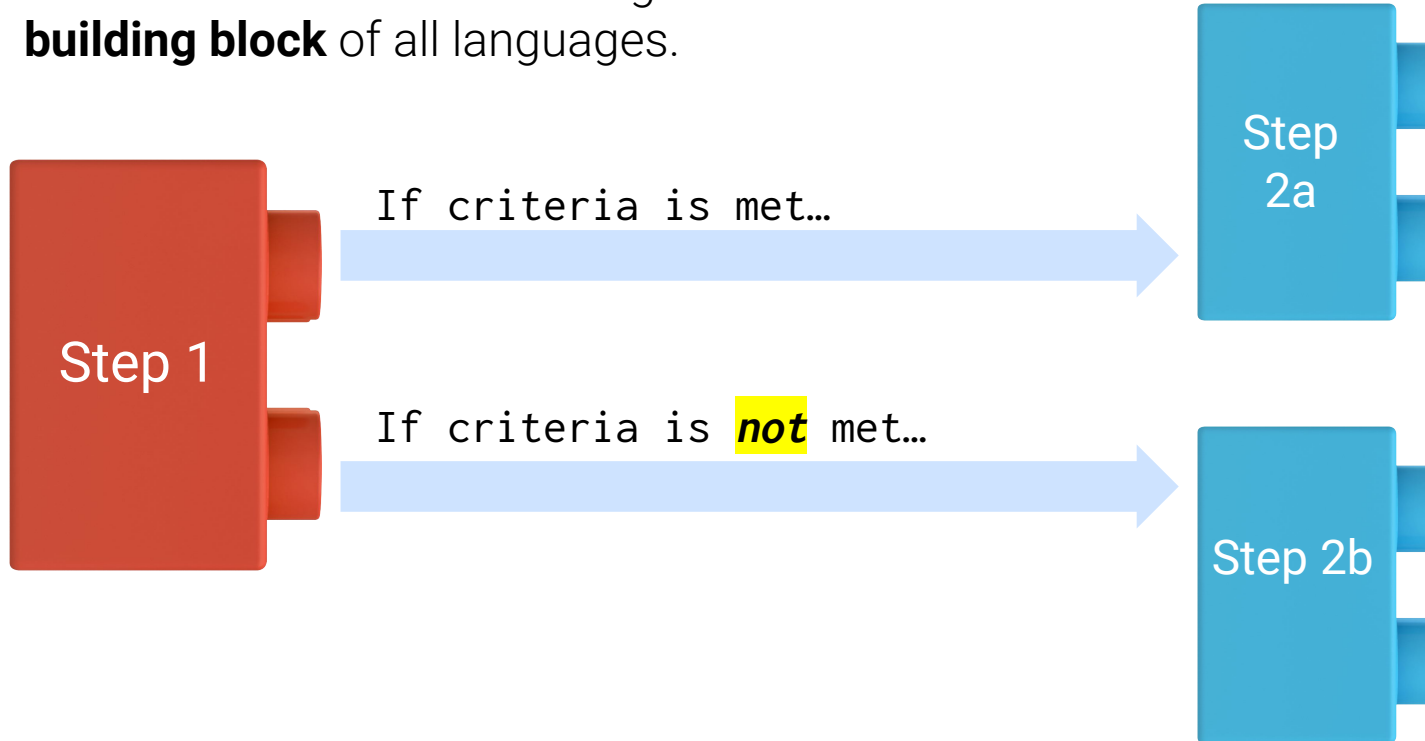 building block of all languages.
Step
2a
If criteria is met…
Step 1
If criteria is not met…
Step 2b